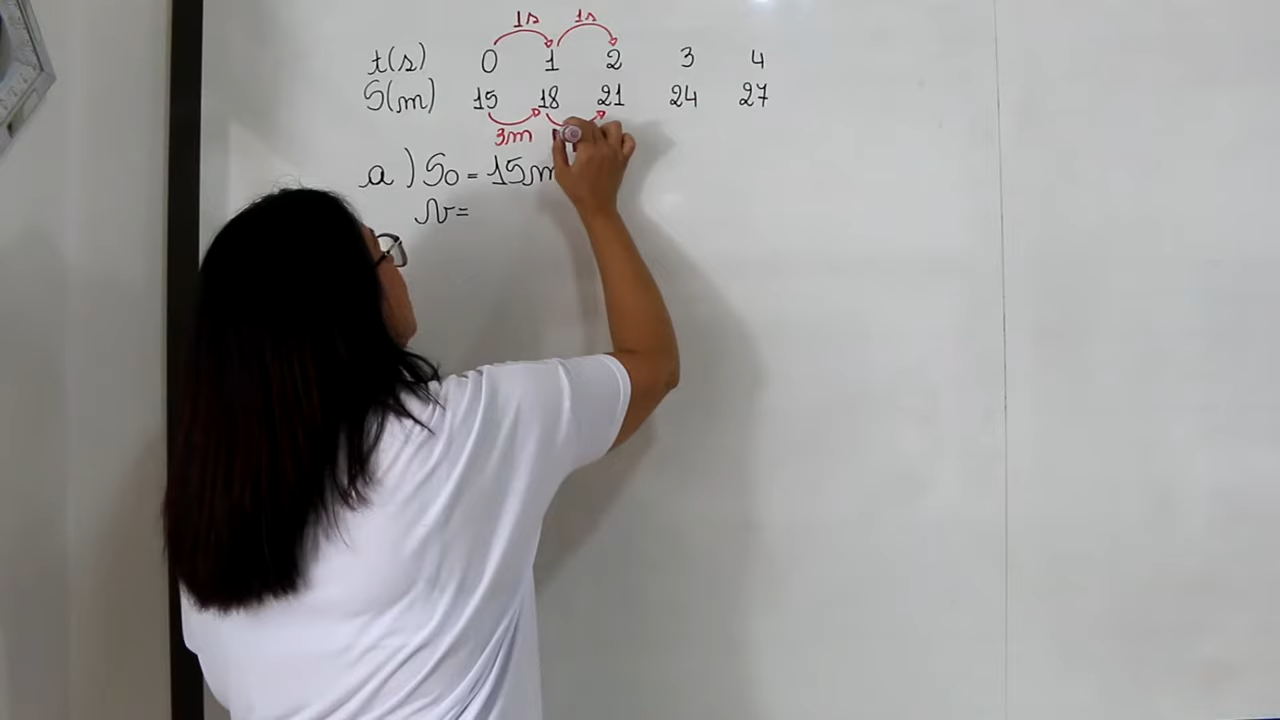 1s 1s
t(s) 0 1 2 3 4
S(m) 15 18 21 24 27
3m
a) S₀ = 15m
v=